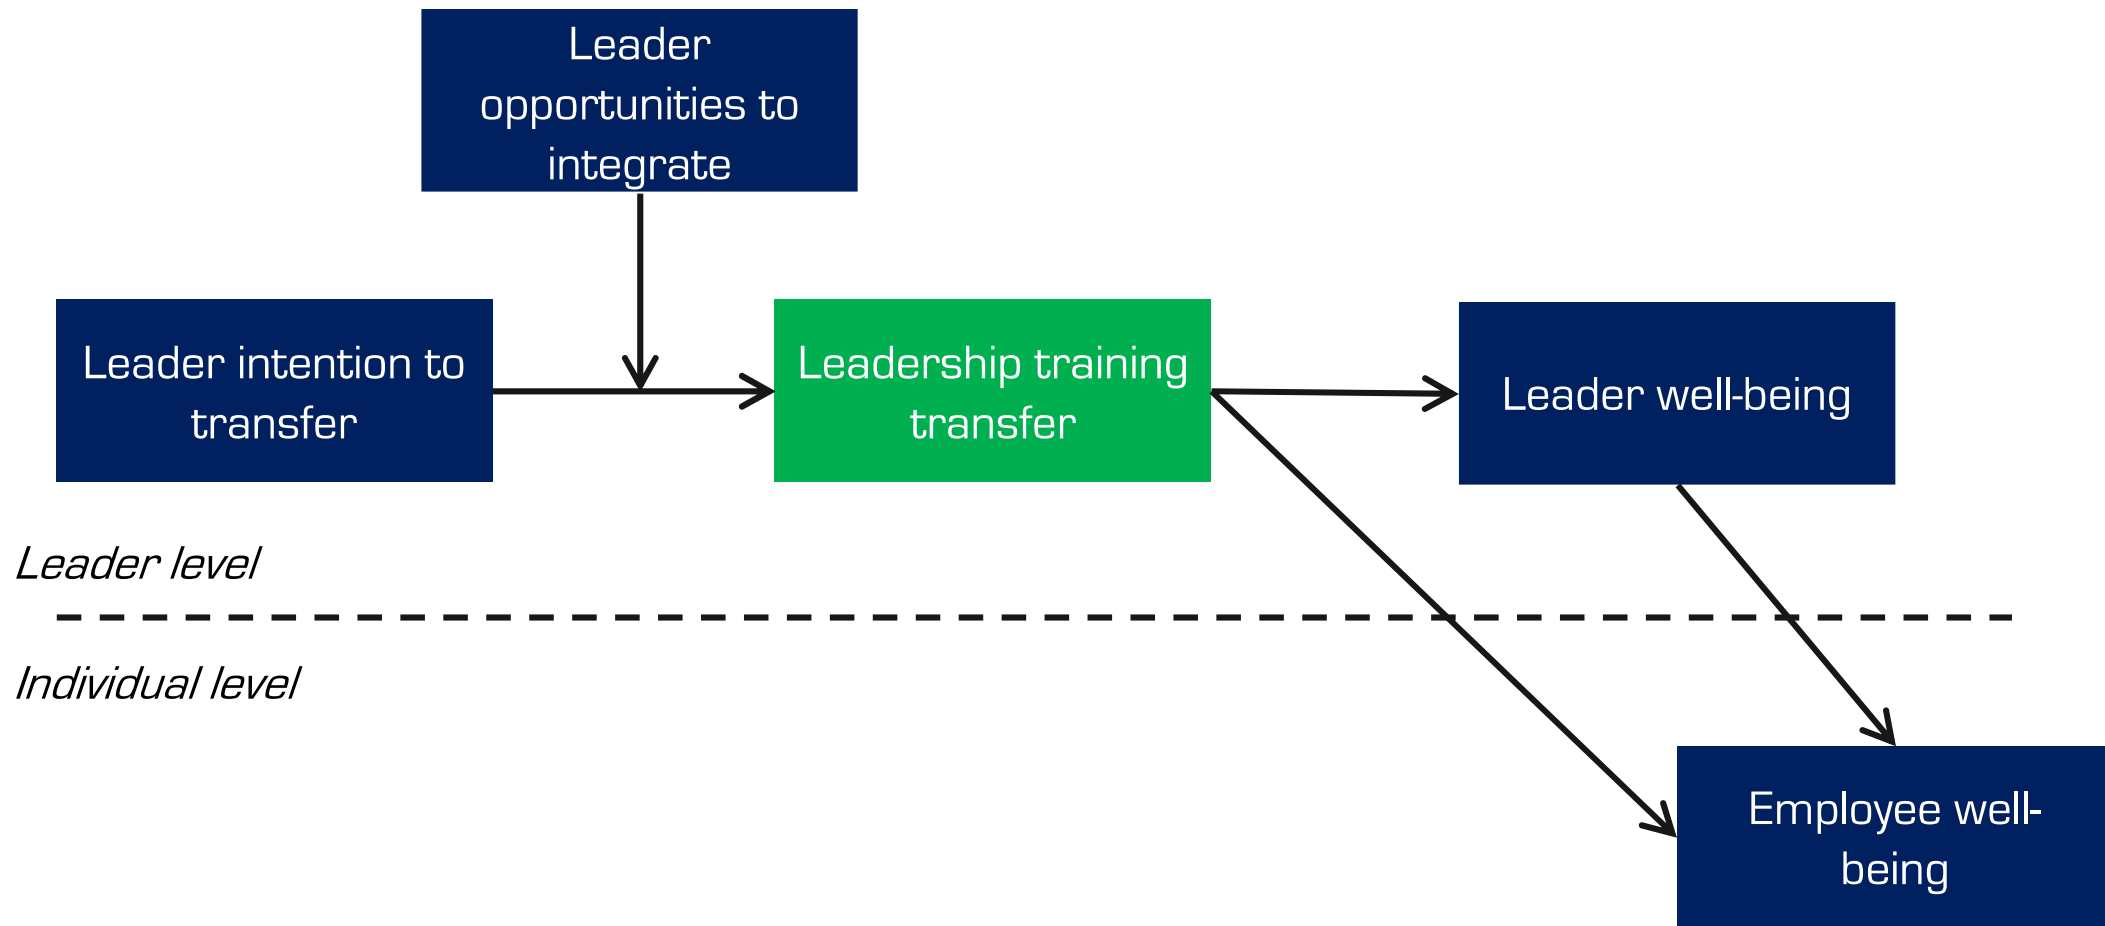 Leader
opportunities to
integrate
Leader intention to
transfer
Leadership training
transfer
Leader well-being
Leader level
Individual level
Employee well-
being